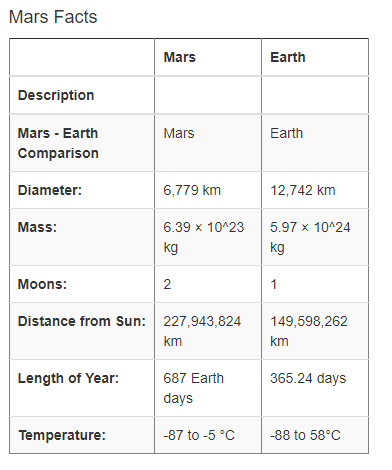 Mars Facts
Mars Earth
Description
Mars - Earth
Comparison
Mars Earth
Diameter: 6,779 km 12,742 km
Mass: 6.39 × 10^23
kg
5.97 × 10^24
kg
Moons: 2 1
Distance from Sun: 227,943,824
km
149,598,262
km
Length of Year: 687 Earth
days
365.24 days
Temperature: -87 to -5 °C -88 to 58°C